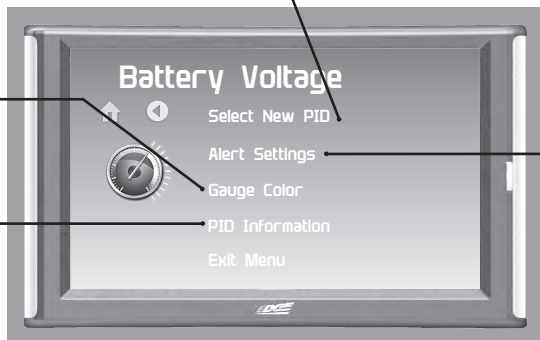 Battery Voltage
Select New PID
Alert Settings
Gauge Color
PID Information
Exit Menu
EDGE